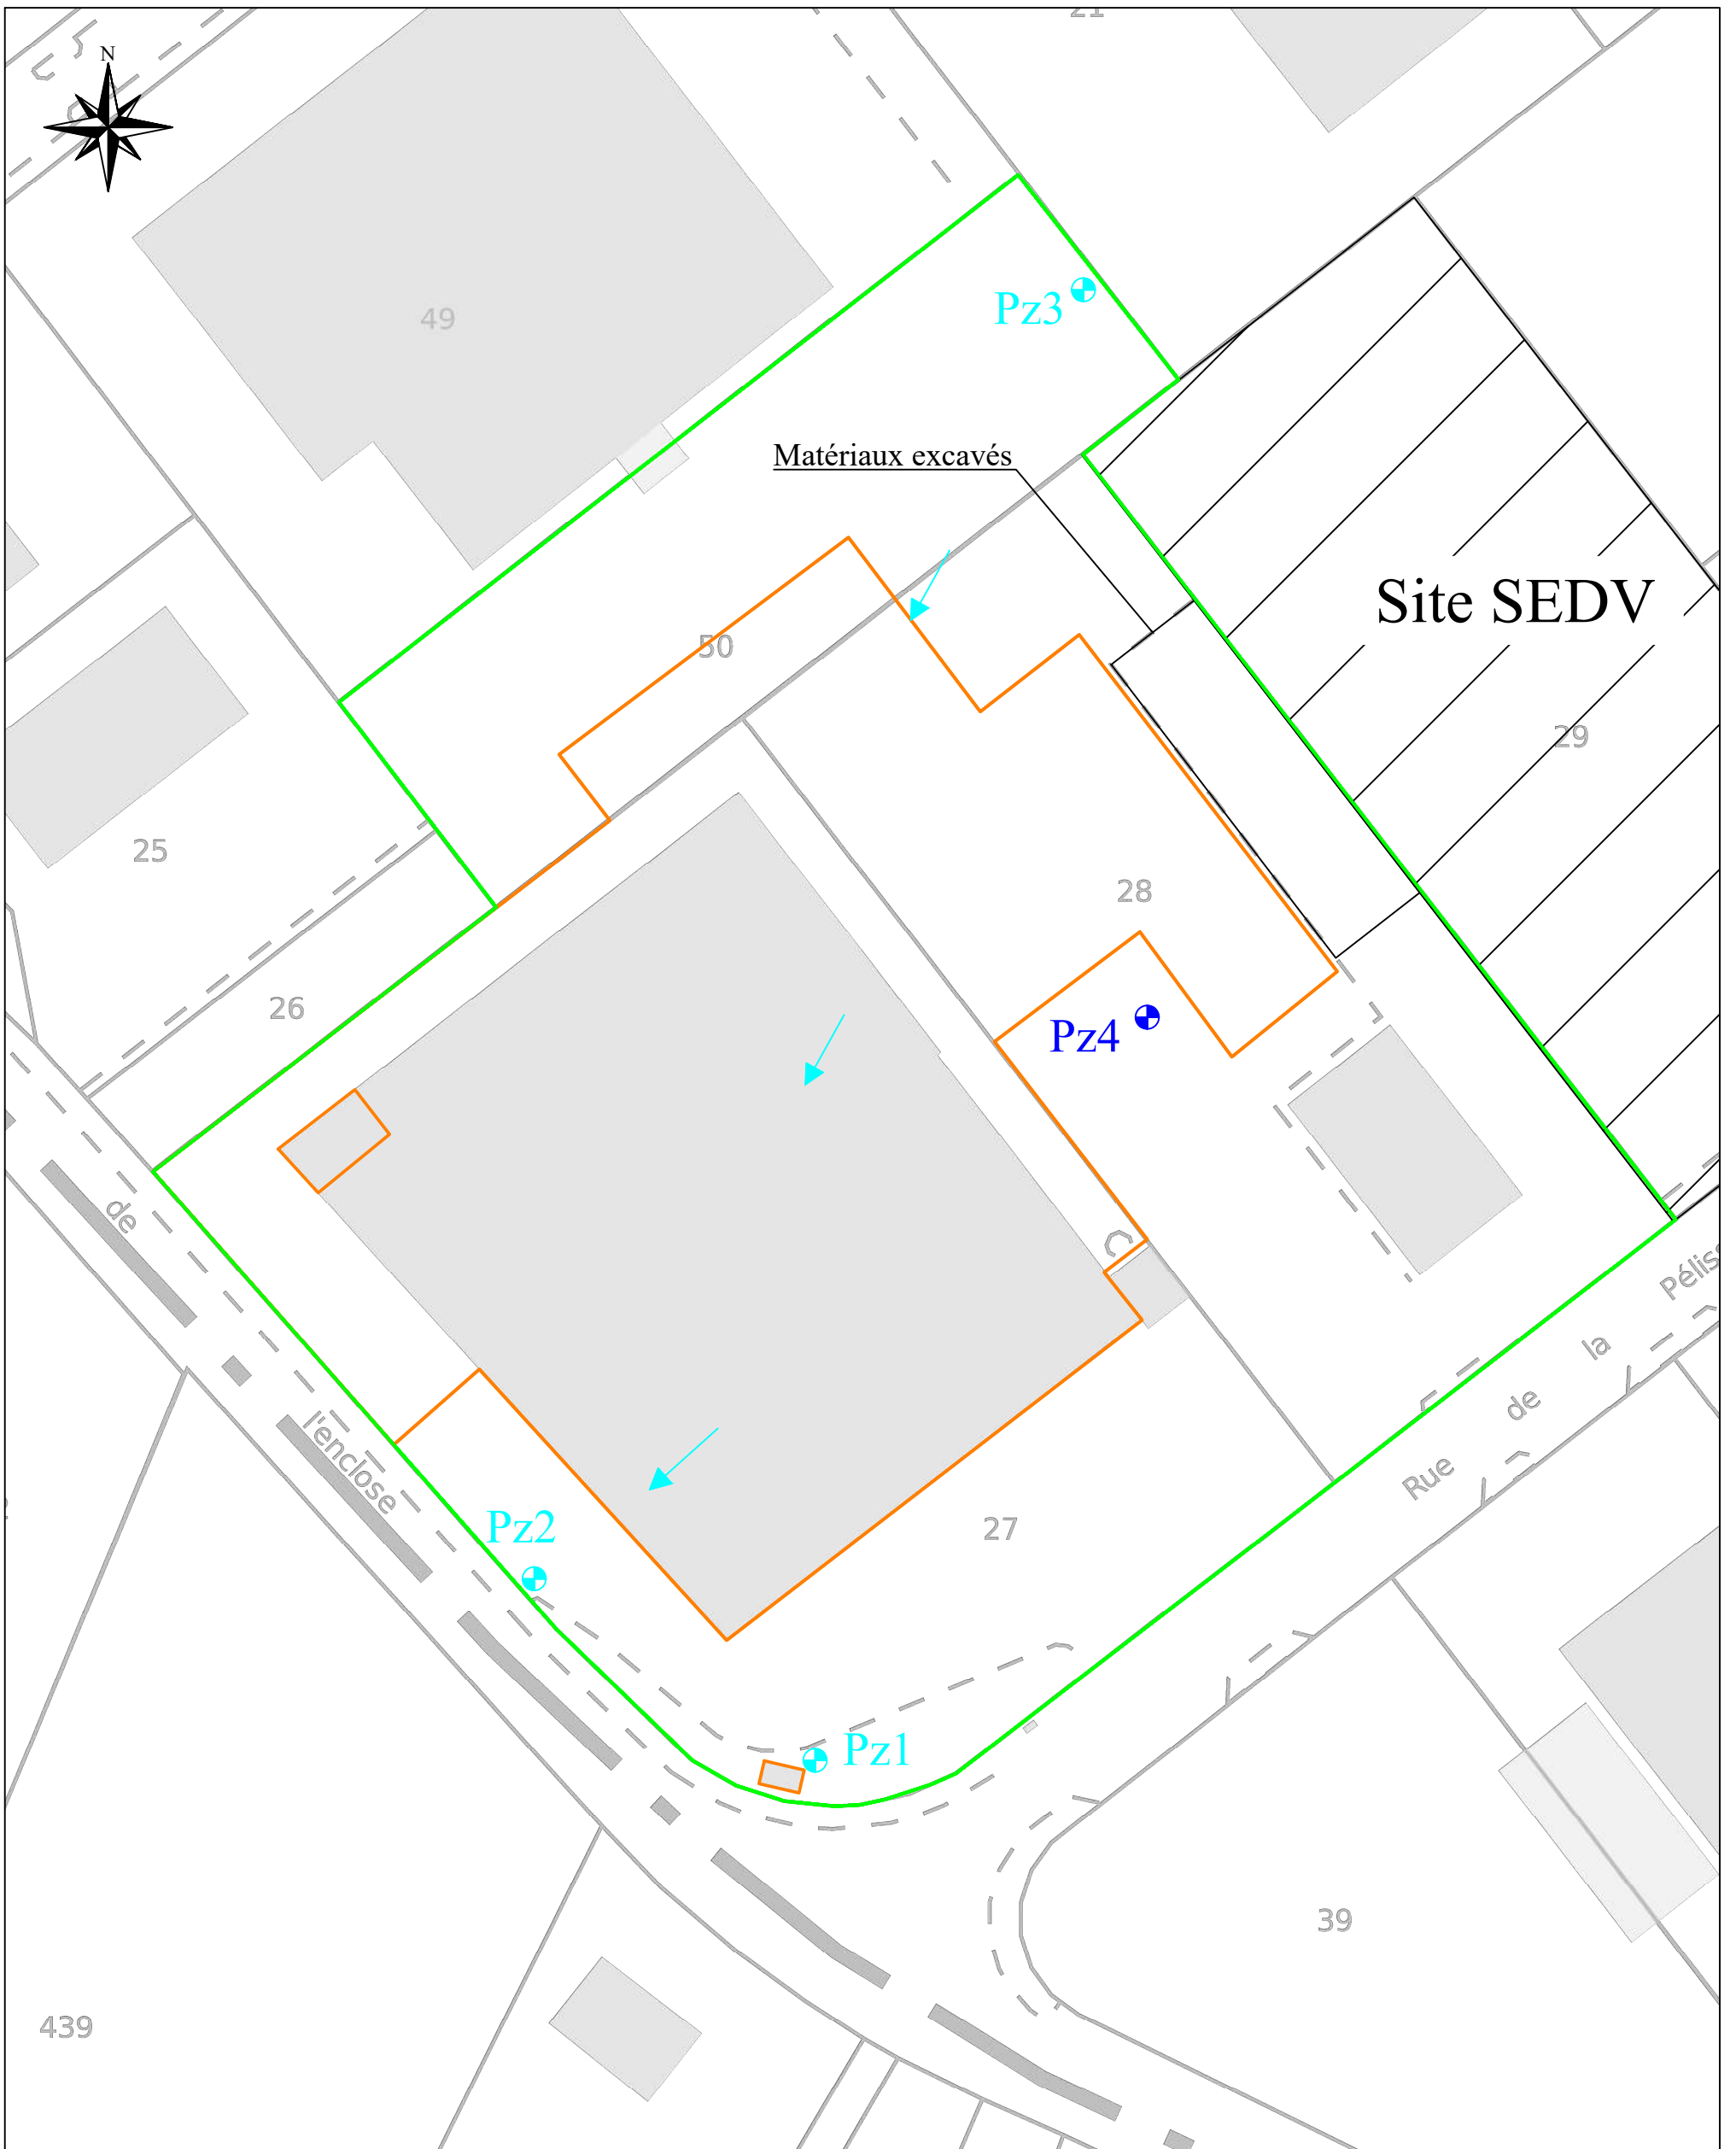 21
N
Pz3
49
Matériaux excavés
Site SEDV
50
29
25
28
26
Pz4
de
Rue de la
l'enclose
Pz2
27
Pz1
39
439